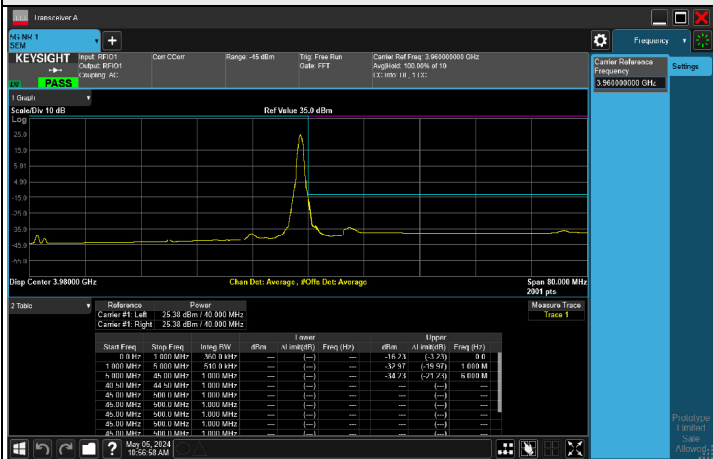 Transceiver A
5G NR 1
SEM
Frequency
KEYSIGHT
Input: RFIO1
Output: RFIO1
Coupling: AC
Corr CCorr
Range: -45 dBm
Trig: Free Run
Gate: FFT
Carrier Ref Freq: 3.960000000 GHz
Avg|Hold: 100.00% of 10
PASS
Carrier Reference
Frequency
3.960000000 GHz
Settings
1 Graph
Scale/Div 10 dB
Ref Value 35.0 dBm
Log
25.0
15.0
-15.0
-25.0
-35.0
-45.0
-55.0
Disp Center 3.98000 GHz
Chan Det: Average , #Offs Det: Average
Span 80.000 MHz
2001 pts
2 Table
Reference Power
Carrier #1: Left 25.38 dBm / 40.000 MHz
Carrier #1: Right 25.38 dBm / 40.000 MHz
Measure Trace
Trace 1
Lower Upper
Start Freq Stop Freq Integ BW dBm ΔLimit(dB) Freq (Hz) dBm ΔLimit(dB) Freq (Hz)
0.0 Hz 1.000 MHz 360.0 kHz --- (---) --- -16.23 (-3.23) 0.0
1.000 MHz 5.000 MHz 510.0 kHz --- (---) --- -32.97 (-19.97) 1.000 M
5.000 MHz 45.00 MHz 1.000 MHz --- (---) --- -34.23 (-21.23) 6.000 M
40.50 MHz 44.50 MHz 1.000 MHz --- (---) --- --- (---) ---
45.00 MHz 500.0 MHz 1.000 MHz --- (---) --- --- (---) ---
45.00 MHz 500.0 MHz 1.000 MHz --- (---) --- --- (---) ---
45.00 MHz 500.0 MHz 1.000 MHz --- (---) --- --- (---) ---
45.00 MHz 500.0 MHz 1.000 MHz --- (---) --- --- (---) ---
45.00 MHz 500.0 MHz 1.000 MHz --- (---) --- --- (---) ---
Prototype
Limited
Sale
Allowed
May 05, 2024
10:56:58 AM